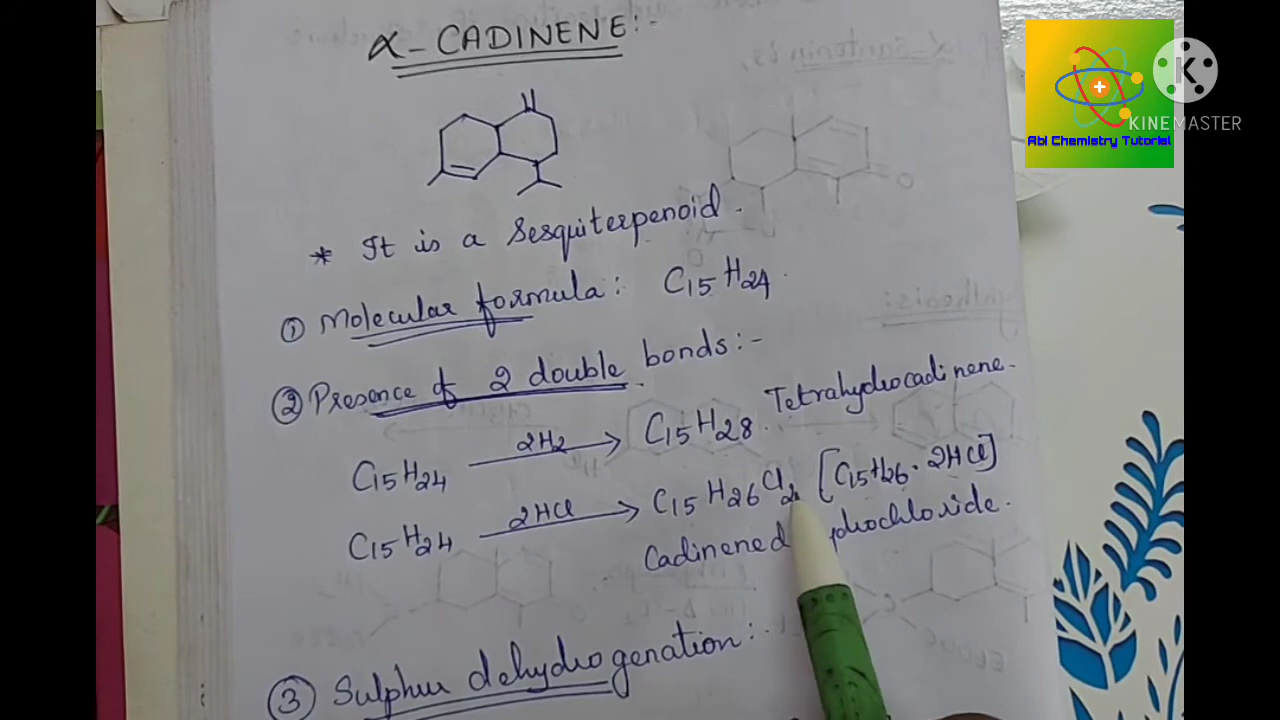 α-CADINENE:-
KINEMASTER
Abi Chemistry Tutorial
* It is a Sesquiterpenoid.
① Molecular formula: C15H24.
② Presence of 2 double bonds:-
C15H24 2H2→ C15H28. Tetrahydrocadinene.
C15H24 2HCl→ C15H26Cl2 [C15H26.2HCl]
Cadinened ydrochloride.
③ Sulphur dehydrogenation:-